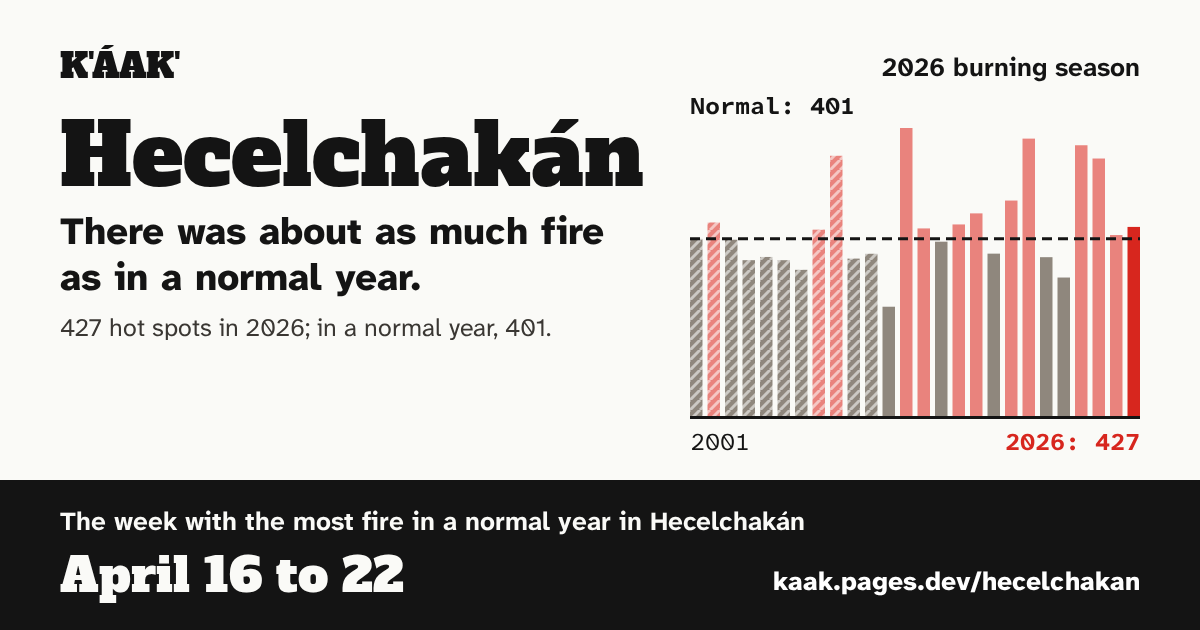 K'ÁAK'
2026 burning season
Hecelchakán
There was about as much fire
as in a normal year.
427 hot spots in 2026; in a normal year, 401.
Normal: 401
2001
2026: 427
The week with the most fire in a normal year in Hecelchakán
April 16 to 22
kaak.pages.dev/hecelchakan